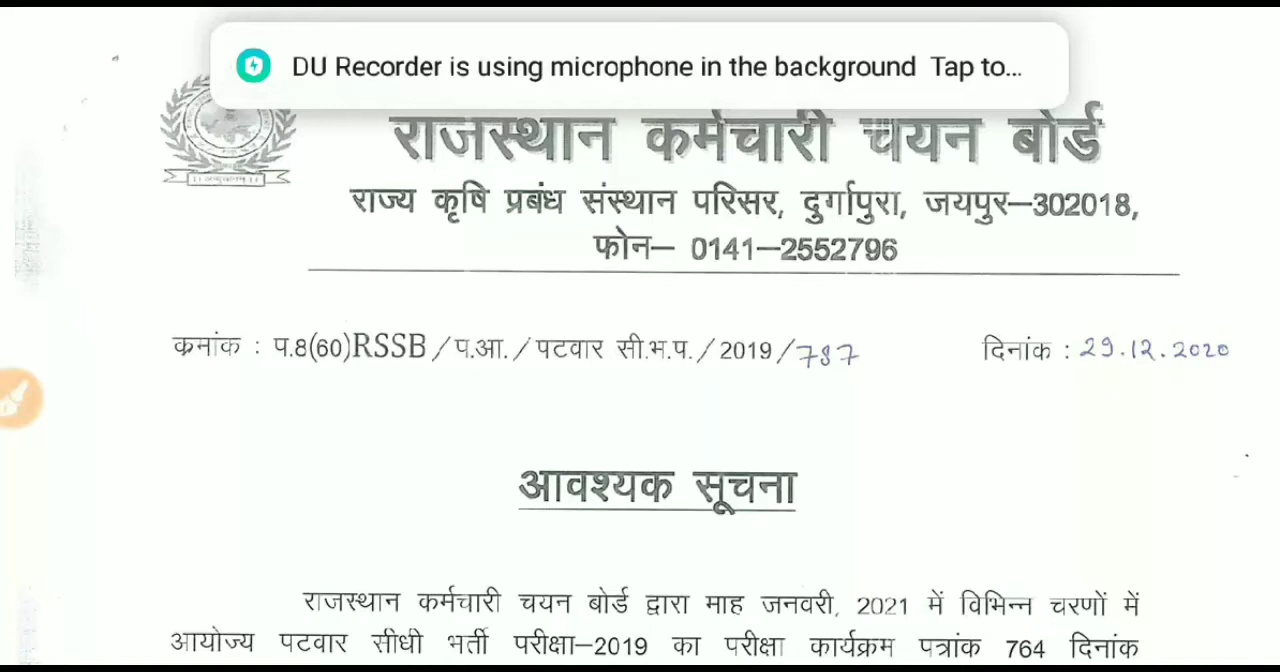 DU Recorder is using microphone in the background Tap to...
राजस्थान कर्मचारी चयन बोर्ड
राज्य कृषि प्रबंध संस्थान परिसर, दुर्गापुरा, जयपुर–302018,
फोन– 0141–2552796
क्रमांक : प.8(60)RSSB/प.आ./पटवार सी.भ.प./2019/787 दिनांक : 29.12.2020
आवश्यक सूचना
राजस्थान कर्मचारी चयन बोर्ड द्वारा माह जनवरी, 2021 में विभिन्न चरणों में
आयोज्य पटवार सीधी भर्ती परीक्षा–2019 का परीक्षा कार्यक्रम पत्रांक 764 दिनांक